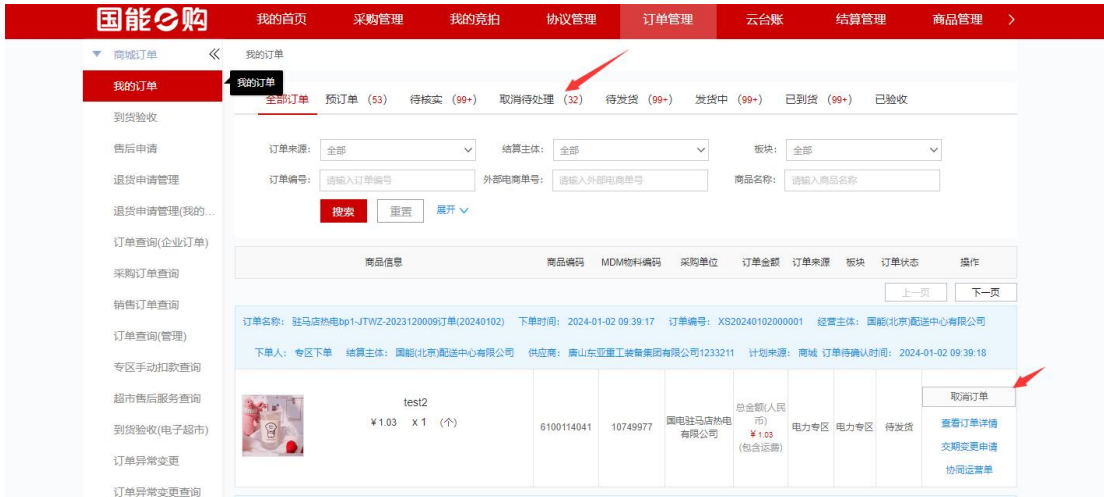 国能e购 我的首页 采购管理 我的竞拍 协议管理 订单管理 云台账 结算管理 商品管理
商城订单 我的订单
我的订单 我的订单
全部订单 预订单 (53) 待核实 (99+) 取消待处理 (32) 待发货 (99+) 发货中 (99+) 已到货 (99+) 已验收
到货验收
售后申请 订单来源: 全部 结算主体: 全部 板块: 全部
退货申请管理 订单编号: 请输入订单编号 外部电商单号: 请输入外部电商单号 商品名称: 请输入商品名称
退货申请管理(我的... 搜索 重置 展开
订单查询(企业订单)
采购订单查询 商品信息 商品编码 MDM物料编码 采购单位 订单金额 订单来源 板块 订单状态 操作
上一页 下一页
销售订单查询
订单名称: 驻马店热电bp1-JTWZ-2023120009订单(20240102) 下单时间: 2024-01-02 09:39:17 订单编号: XS20240102000001 经营主体: 国能(北京)配送中心有限公司
订单查询(管理)
下单人: 专区下单 结算主体: 国能(北京)配送中心有限公司 供应商: 唐山东亚重工装备集团有限公司1233211 计划来源: 商城 订单待确认时间: 2024-01-02 09:39:18
专区手动扣款查询
超市售后服务查询 test2 取消订单
¥1.03 X 1 (个) 6100114041 10749977 国电驻马店热电有限公司 总金额(人民币) ¥ 1.03 (包含运费) 电力专区 电力专区 待发货 查看订单详情
到货验收(电子超市) 交期变更申请
订单异常变更 协同运营单
订单异常变更查询